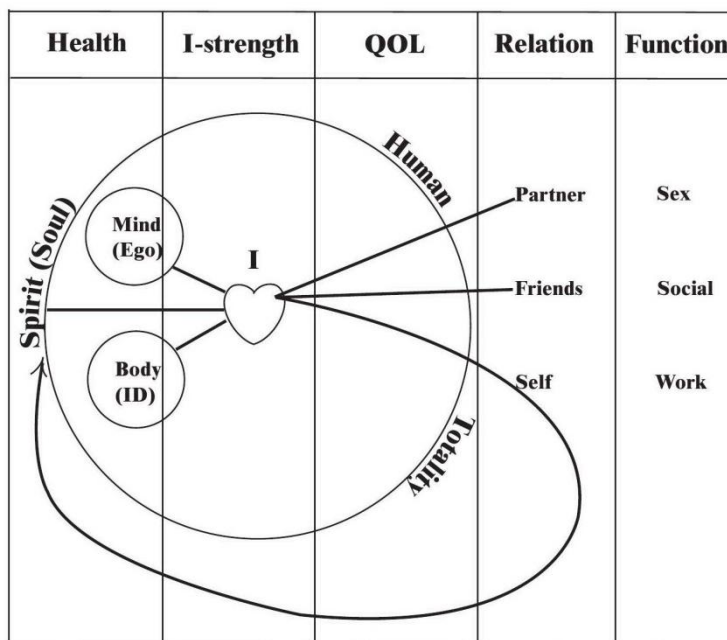 Health I-strength QOL Relation Function
Human
Partner Sex
Mind
(Ego)
Spirit (Soul)
I
Friends Social
Body
(ID)
Self Work
Totality